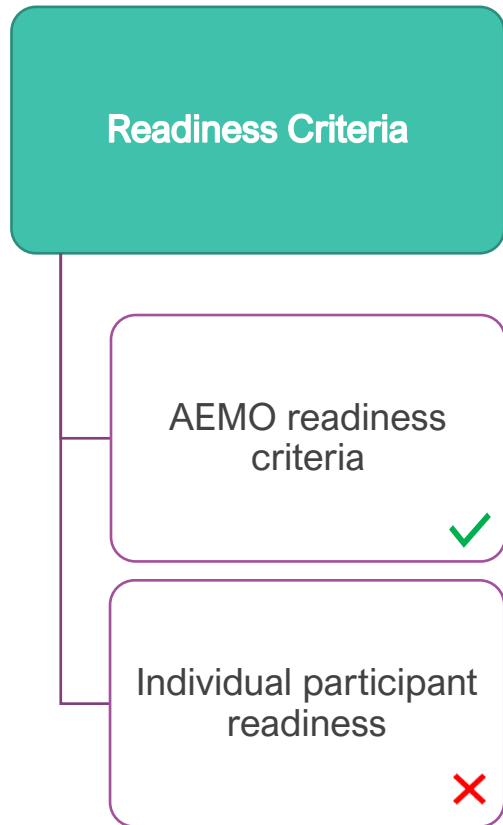 Readiness Criteria
AEMO readiness
criteria
Individual participant
readiness